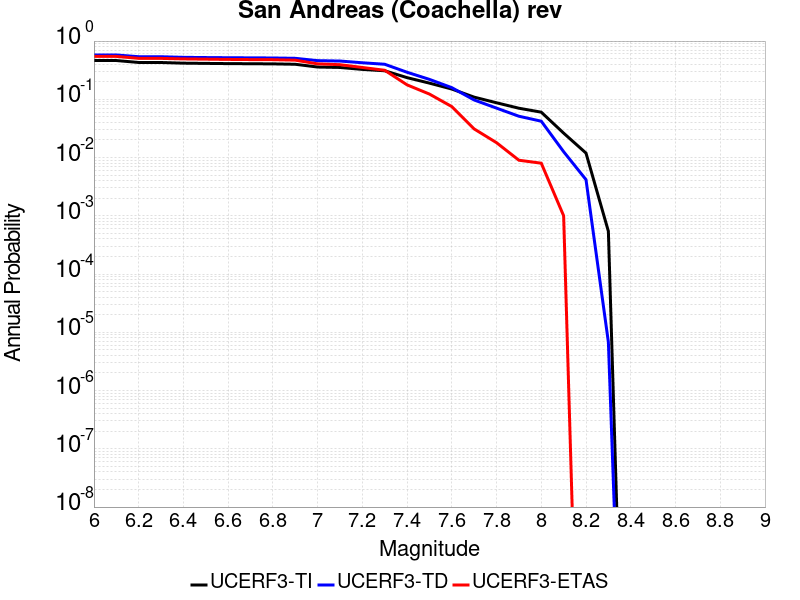 San Andreas (Coachella) rev
Annual Probability
10^0
10^-1
10^-2
10^-3
10^-4
10^-5
10^-6
10^-7
10^-8
6 6.2 6.4 6.6 6.8 7 7.2 7.4 7.6 7.8 8 8.2 8.4 8.6 8.8 9
Magnitude
UCERF3-TI UCERF3-TD UCERF3-ETAS